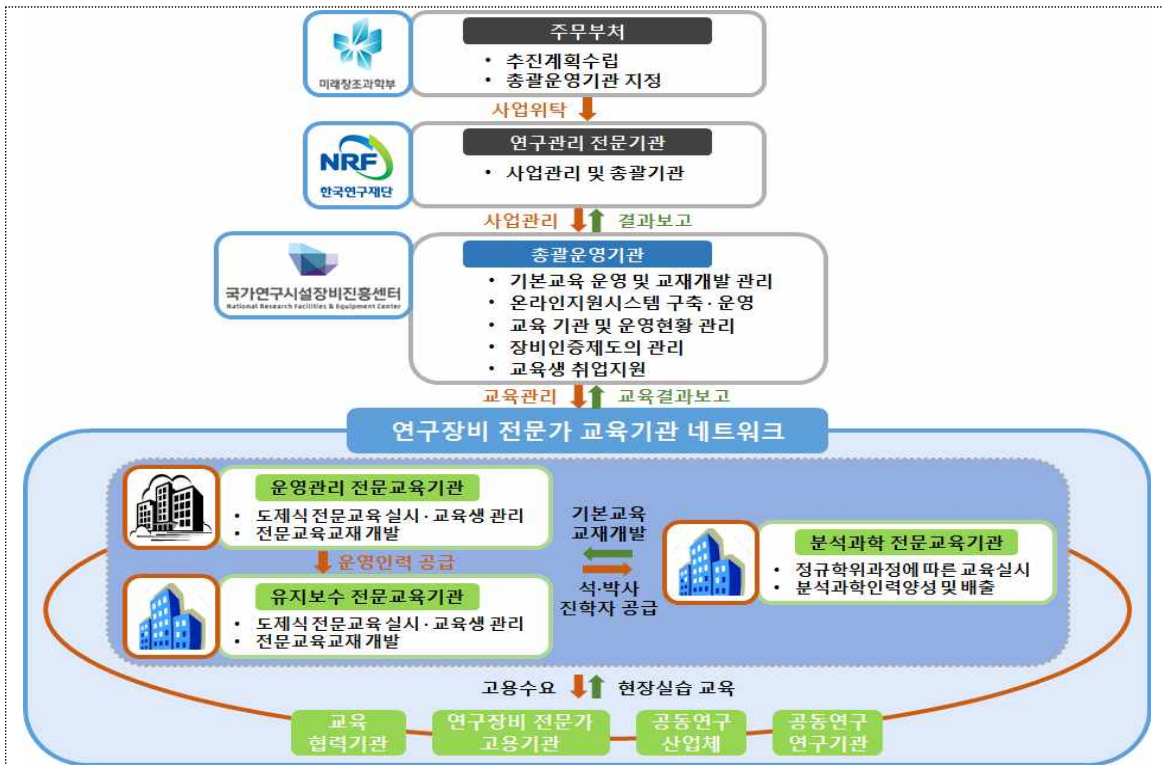 주무부처
• 추진계획수립
• 총괄운영기관 지정
미래창조과학부
사업위탁
연구관리 전문기관
• 사업관리 및 총괄기관
NRF
한국연구재단
사업관리
결과보고
총괄운영기관
• 기본교육 운영 및 교재개발 관리
• 온라인지원시스템 구축·운영
• 교육 기관 및 운영현황 관리
• 장비인증제도의 관리
• 교육생 취업지원
국가연구시설장비진흥센터
National Research Facilities & Equipment Center
교육관리
교육결과보고
연구장비 전문가 교육기관 네트워크
운영관리 전문교육기관
• 도제식 전문교육 실시·교육생 관리
• 전문교육교재 개발
운영인력 공급
유지보수 전문교육기관
• 도제식 전문교육 실시·교육생 관리
• 전문교육교재 개발
기본교육
교재개발
석·박사
진학자 공급
분석과학 전문교육기관
• 정규학위과정에 따른 교육실시
• 분석과학인력양성 및 배출
고용수요
현장실습 교육
교육
협력기관
연구장비 전문가
고용기관
공동연구
산업체
공동연구
연구기관